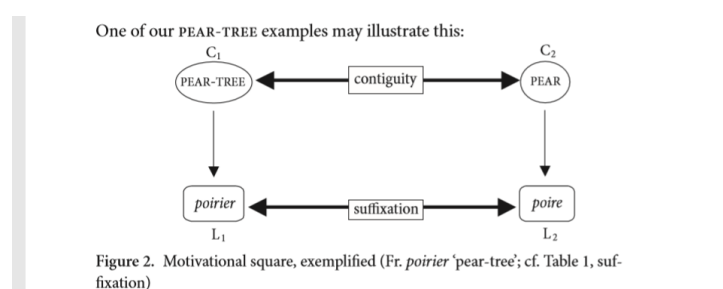 One of our PEAR-TREE examples may illustrate this:
C₁ C₂
PEAR-TREE contiguity PEAR
poirier suffixation poire
L₁ L₂
Figure 2. Motivational square, exemplified (Fr. poirier ‘pear-tree’; cf. Table 1, suf-
fixation)